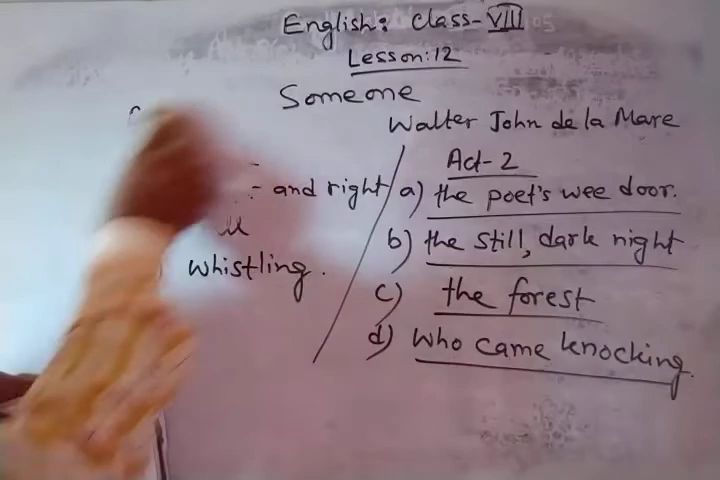 English: Class-VIII
Lesson:12
Someone
Walter John de la Mare
- and right
whistling.
Act-2
a) the poet's wee door.
b) the still, dark night
c) the forest
d) who came knocking.